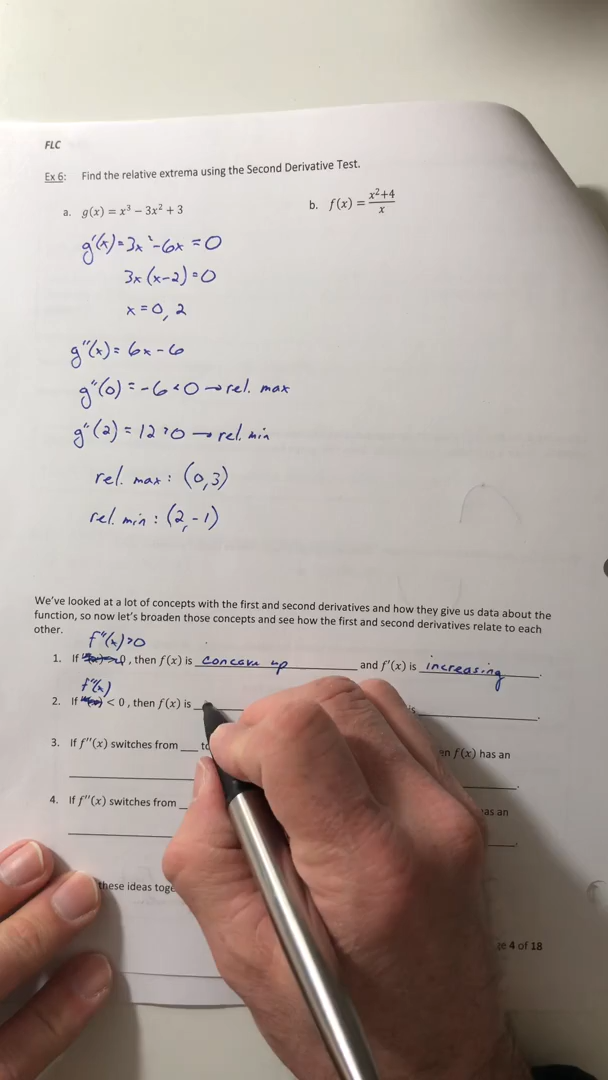 FLC
Ex 6: Find the relative extrema using the Second Derivative Test.
a. g(x) = x³ − 3x² + 3
b. f(x) = (x²+4)/x
g'(x) = 3x² - 6x = 0
3x (x-2) = 0
x = 0, 2
g"(x) = 6x - 6
g"(0) = -6 < 0 → rel. max
g"(2) = 12 > 0 → rel. min
rel. max : (0,3)
rel. min : (2,-1)
We've looked at a lot of concepts with the first and second derivatives and how they give us data about the
function, so now let's broaden those concepts and see how the first and second derivatives relate to each
other.
f"(x) > 0
1. If , then f(x) is concave up and f'(x) is increasing.
f"(x)
2. If < 0 , then f(x) is
3. If f''(x) switches from ___ f(x) has an
4. If f''(x) switches from
these ideas
4 of 18